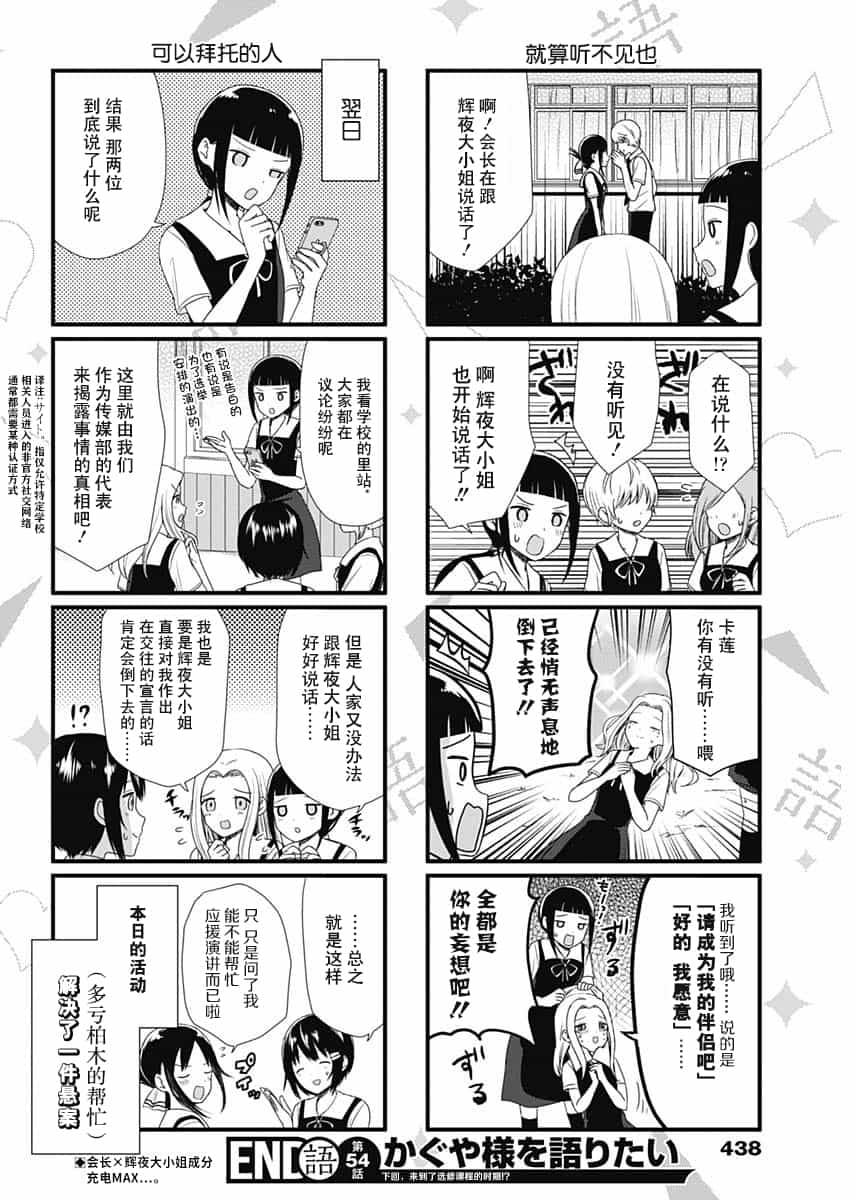 就算听不见也
啊！会长在跟
辉夜大小姐
说话了!!
在说什么!?
没有听见！
啊 辉夜大小姐
也开始说话了!!
卡莲
你有没有听……喂
已经悄无声息地
倒下去了!!
我听到了哦……说的是
「请成为我的伴侣吧」
「好的 我愿意」……
全都是
你的妄想吧!!
ずる
ずる
も～!!
可以拜托的人
翌日
结果 那两位
到底说了什么呢
我看学校的里站*
大家都在
议论纷纷呢
有说是告白的
也有说是
为了选举
安排的演出的…
这里就由我们
作为传媒部的代表
来揭露事情的真相吧！
译注：サイト，指仅允许特定学校
相关人员进入的非官方社交网络
通常都需要某种认证方式
但是 人家又没办法
跟辉夜大小姐
好好说话……
我也是
要是辉夜大小姐
直接对我作出
在交往的宣言的话
肯定会倒下去的……
!?
……总之
就是这样
只 只是问了我
能不能帮忙
应援演讲而已啦
本日的活动
（多亏柏木的帮忙）
解决了一件悬案
◆会长×辉夜大小姐成分
充电MAX…。
END
語
第54話
かぐや様を語りたい
下回，来到了选修课程的时期!?
438